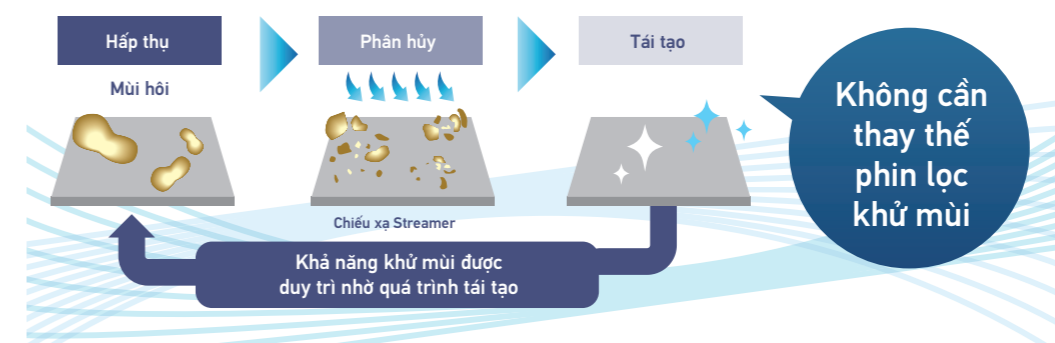 Hấp thụ
Phân hủy
Tái tạo
Mùi hôi
Chiếu xạ Streamer
Khả năng khử mùi được
duy trì nhờ quá trình tái tạo
Không cần
thay thế
phin lọc
khử mùi